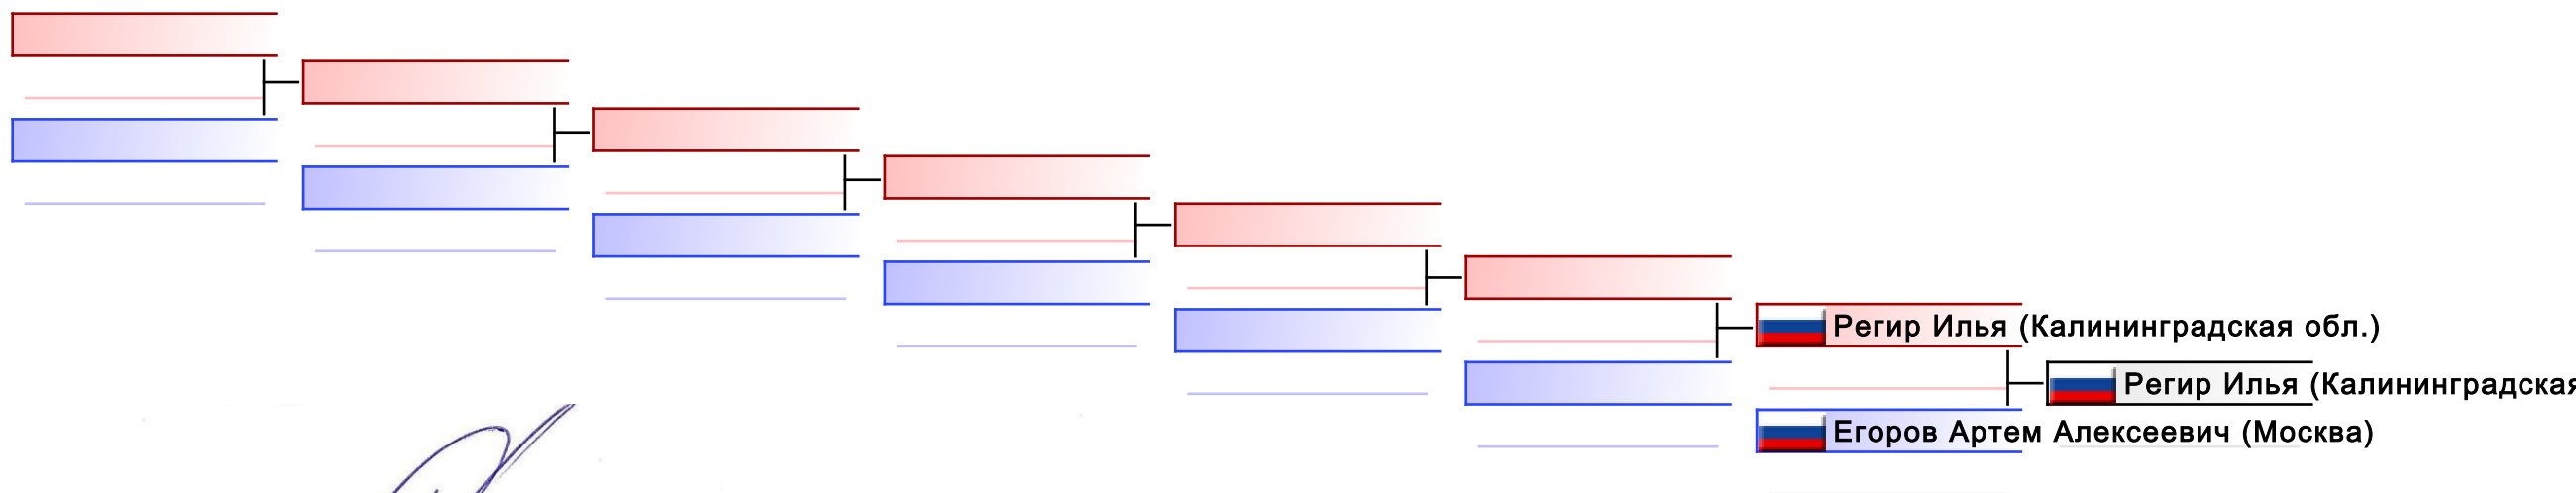 Регир Илья (Калининградская обл.)
Регир Илья (Калининградская
Егоров Артем Алексеевич (Москва)